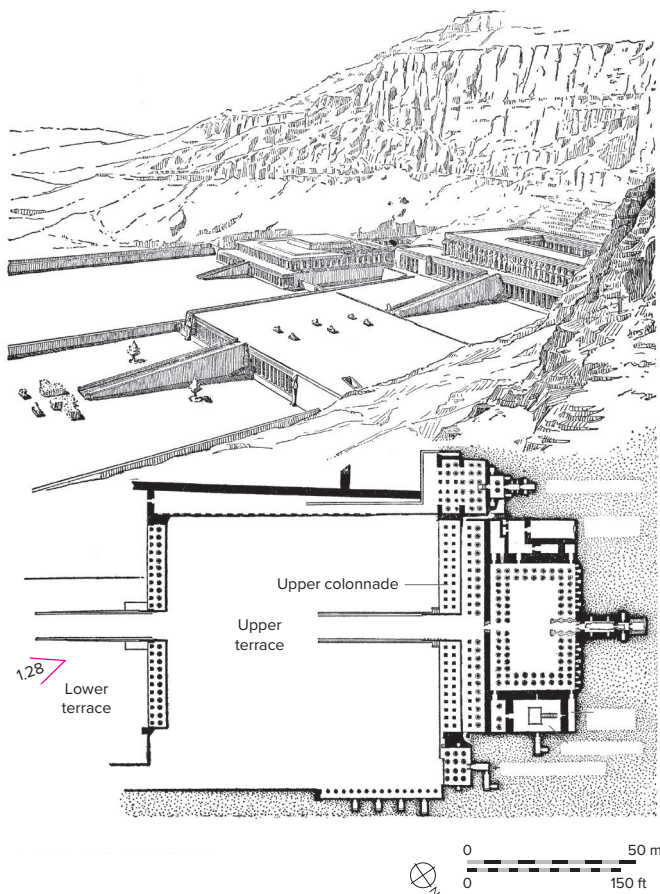 Upper colonnade
Upper
terrace
1.28
Lower
terrace
0
50 m
0
150 ft
N